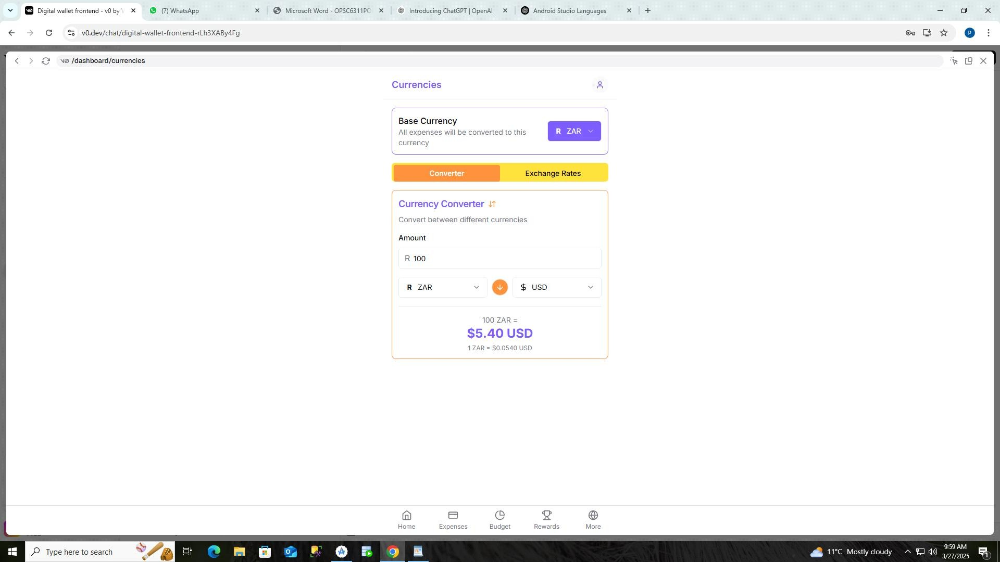 Digital wallet frontend - v0 by V
(7) WhatsApp
Microsoft Word - OPSC6311PO
Introducing ChatGPT | OpenAI
Android Studio Languages
v0.dev/chat/digital-wallet-frontend-rLh3XABy4Fg
P
v0 /dashboard/currencies
Currencies
Base Currency
All expenses will be converted to this
currency
R ZAR
Converter
Exchange Rates
Currency Converter
Convert between different currencies
Amount
R 100
R ZAR
$ USD
100 ZAR =
$5.40 USD
1 ZAR = $0.0540 USD
Home
Expenses
Budget
Rewards
More
Type here to search
11°C Mostly cloudy
9:59 AM
3/27/2025
1